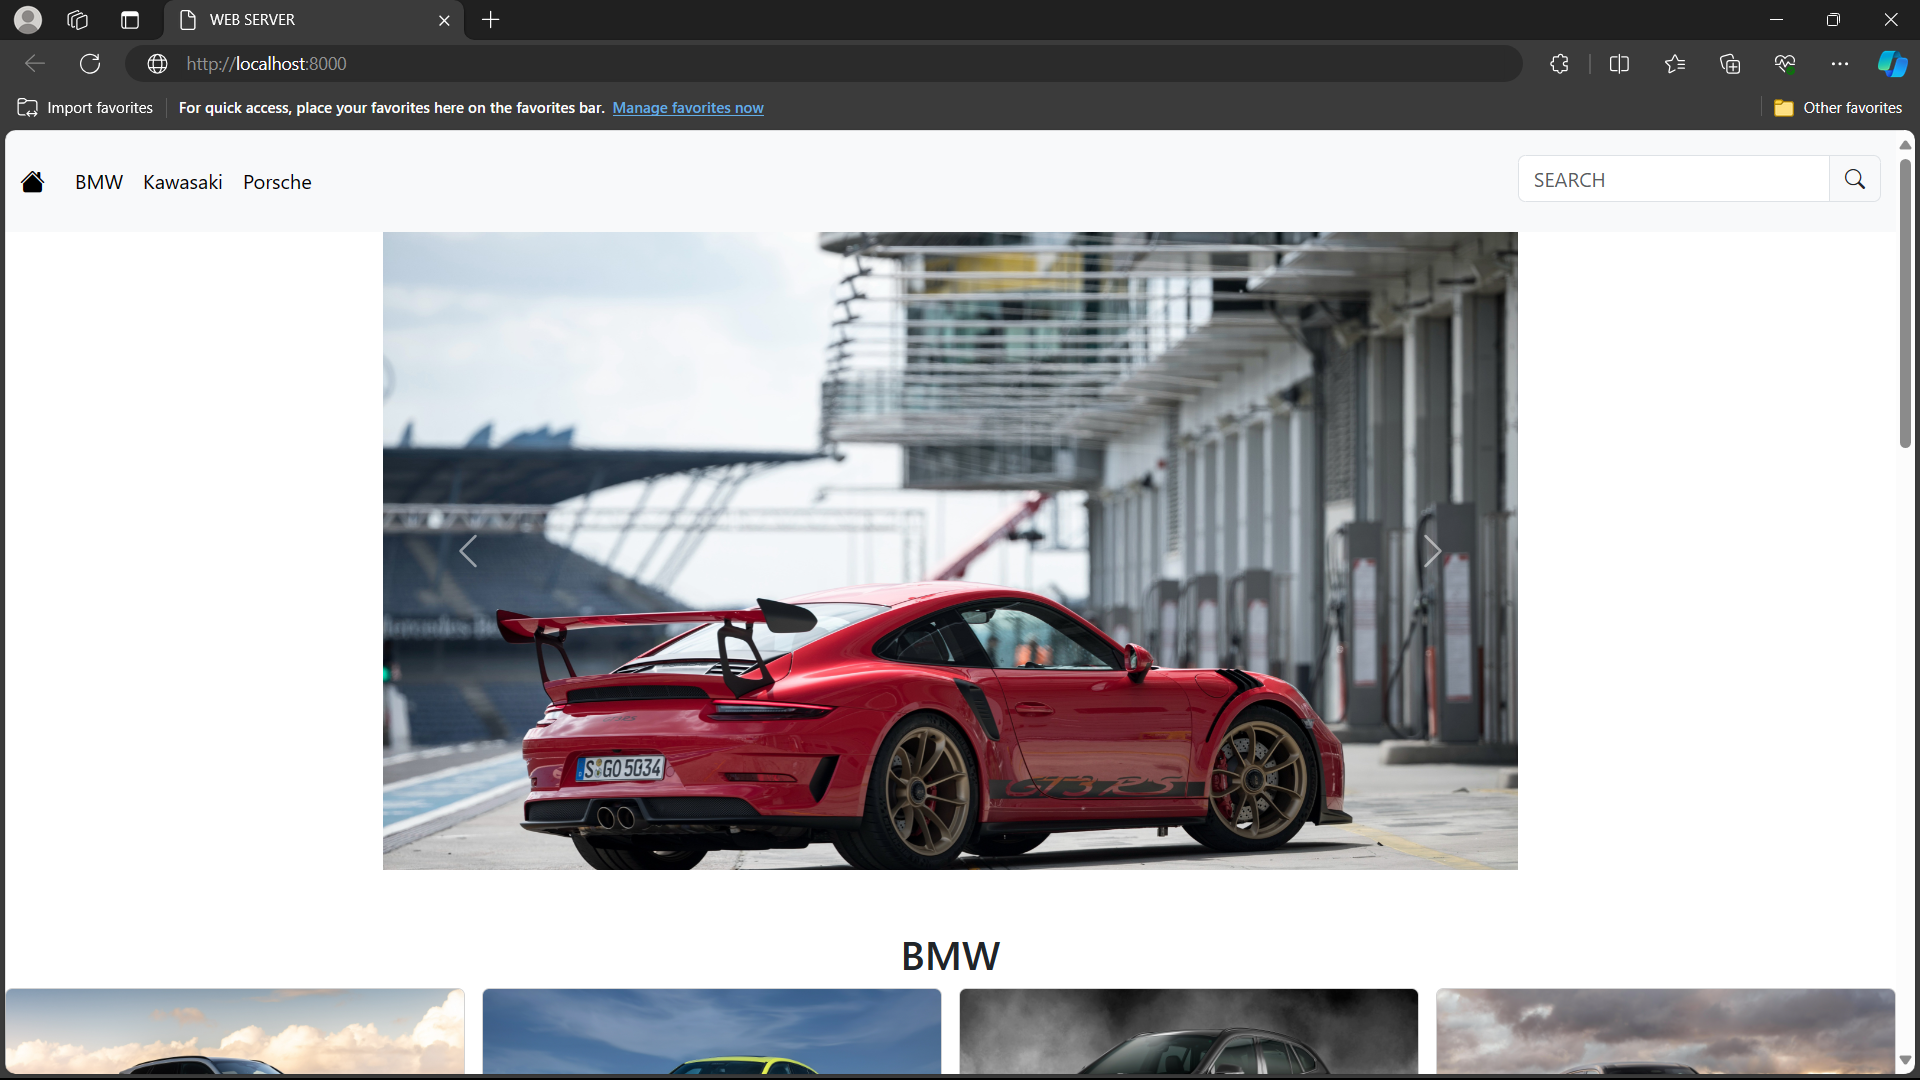 WEB SERVER
http://localhost:8000
Import favorites
For quick access, place your favorites here on the favorites bar. Manage favorites now
Other favorites
BMW Kawasaki Porsche
SEARCH
S GO 5034
GT3 RS
BMW